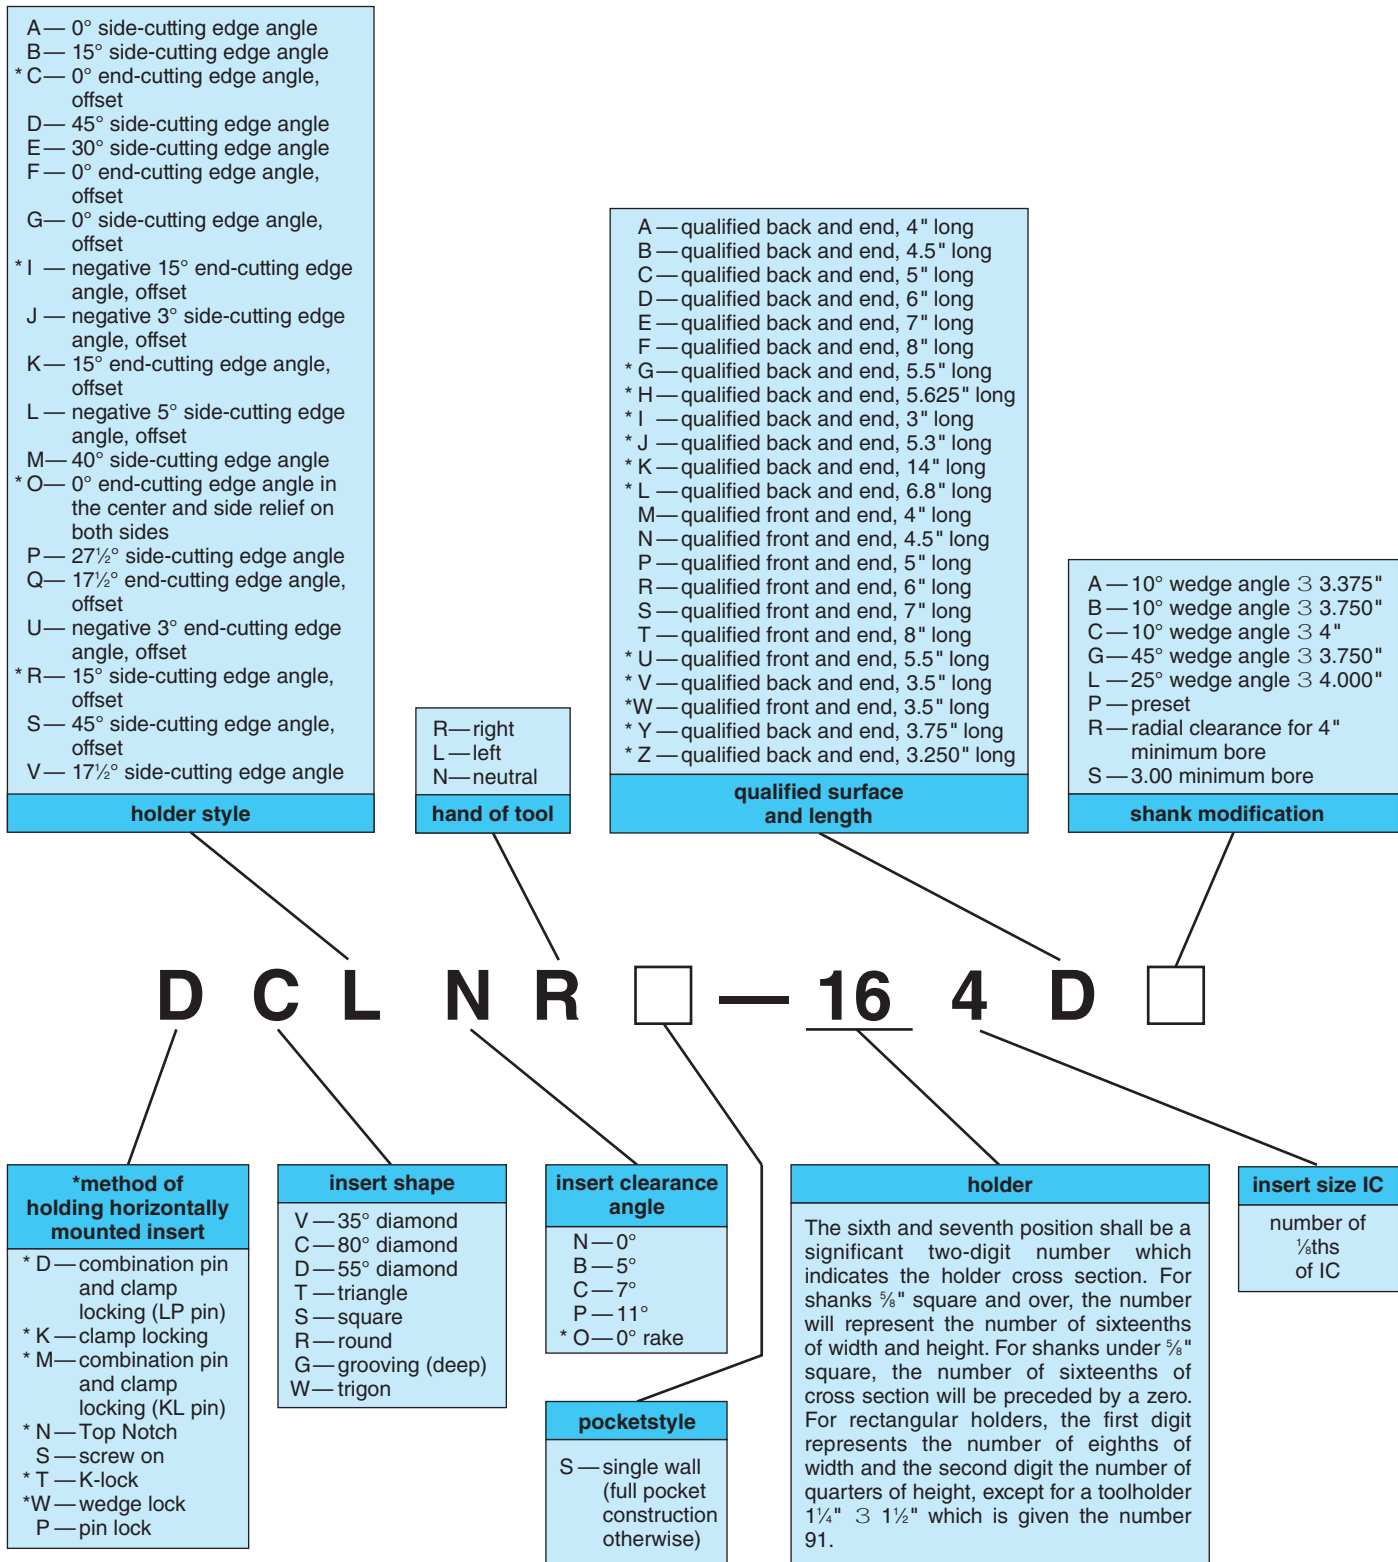 A— 0° side-cutting edge angle
B— 15° side-cutting edge angle
* C— 0° end-cutting edge angle,
offset
D— 45° side-cutting edge angle
E— 30° side-cutting edge angle
F— 0° end-cutting edge angle,
offset
G— 0° side-cutting edge angle,
offset
* I — negative 15° end-cutting edge
angle, offset
J — negative 3° side-cutting edge
angle, offset
K— 15° end-cutting edge angle,
offset
L — negative 5° side-cutting edge
angle, offset
M— 40° side-cutting edge angle
* O— 0° end-cutting edge angle in
the center and side relief on
both sides
P— 27½° side-cutting edge angle
Q— 17½° end-cutting edge angle,
offset
U— negative 3° end-cutting edge
angle, offset
* R— 15° side-cutting edge angle,
offset
S— 45° side-cutting edge angle,
offset
V— 17½° side-cutting edge angle
holder style
R—right
L—left
N—neutral
hand of tool
A—qualified back and end, 4" long
B—qualified back and end, 4.5" long
C—qualified back and end, 5" long
D—qualified back and end, 6" long
E—qualified back and end, 7" long
F—qualified back and end, 8" long
* G—qualified back and end, 5.5" long
* H—qualified back and end, 5.625" long
* I —qualified back and end, 3" long
* J—qualified back and end, 5.3" long
* K—qualified back and end, 14" long
* L—qualified back and end, 6.8" long
M—qualified front and end, 4" long
N—qualified front and end, 4.5" long
P—qualified front and end, 5" long
R—qualified front and end, 6" long
S—qualified front and end, 7" long
T—qualified front and end, 8" long
* U—qualified front and end, 5.5" long
* V—qualified back and end, 3.5" long
*W—qualified front and end, 3.5" long
* Y—qualified back and end, 3.75" long
* Z—qualified back and end, 3.250" long
qualified surface
and length
A—10° wedge angle 3 3.375"
B—10° wedge angle 3 3.750"
C—10° wedge angle 3 4"
G—45° wedge angle 3 3.750"
L—25° wedge angle 3 4.000"
P—preset
R—radial clearance for 4"
minimum bore
S—3.00 minimum bore
shank modification
D C L N R □ — 16 4 D □
*method of
holding horizontally
mounted insert
* D—combination pin
and clamp
locking (LP pin)
* K—clamp locking
* M—combination pin
and clamp
locking (KL pin)
* N—Top Notch
S—screw on
* T—K-lock
*W—wedge lock
P—pin lock
insert shape
V—35° diamond
C—80° diamond
D—55° diamond
T—triangle
S—square
R—round
G—grooving (deep)
W—trigon
insert clearance
angle
N—0°
B—5°
C—7°
P—11°
* O—0° rake
pocketstyle
S—single wall
(full pocket
construction
otherwise)
holder
The sixth and seventh position shall be a
significant two-digit number which
indicates the holder cross section. For
shanks ⅝" square and over, the number
will represent the number of sixteenths
of width and height. For shanks under ⅝"
square, the number of sixteenths of
cross section will be preceded by a zero.
For rectangular holders, the first digit
represents the number of eighths of
width and the second digit the number of
quarters of height, except for a toolholder
1¼" 3 1½" which is given the number
91.
insert size IC
number of
⅛ths
of IC